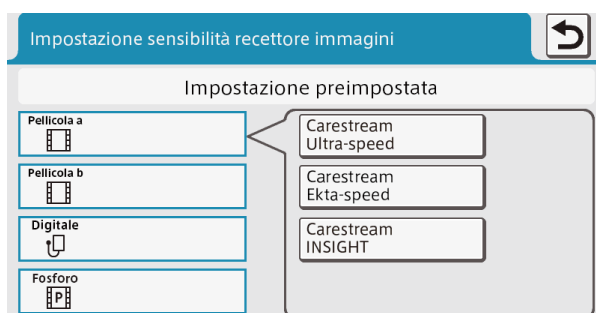 Impostazione sensibilità recettore immagini
Impostazione preimpostata
Pellicola a
Carestream
Ultra-speed
Pellicola b
Carestream
Ekta-speed
Digitale
Carestream
INSIGHT
Fosforo
P